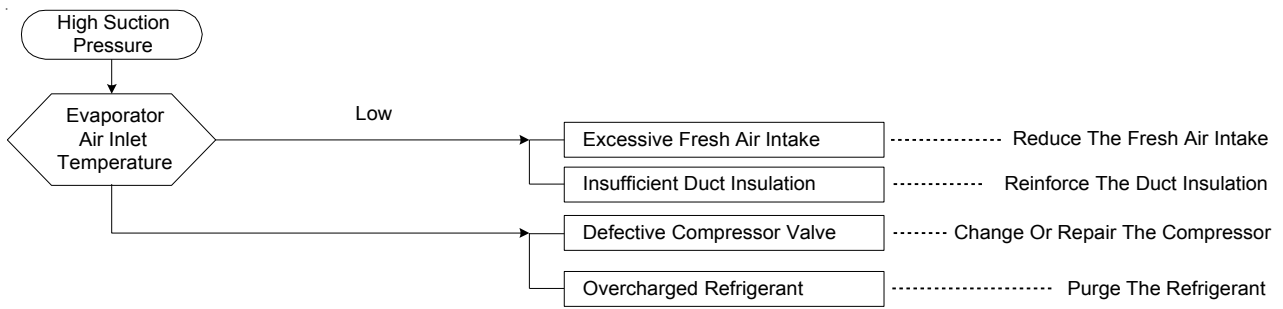 High Suction
Pressure
Evaporator
Air Inlet
Temperature
Low
Excessive Fresh Air Intake
Reduce The Fresh Air Intake
Insufficient Duct Insulation
Reinforce The Duct Insulation
Defective Compressor Valve
Change Or Repair The Compressor
Overcharged Refrigerant
Purge The Refrigerant